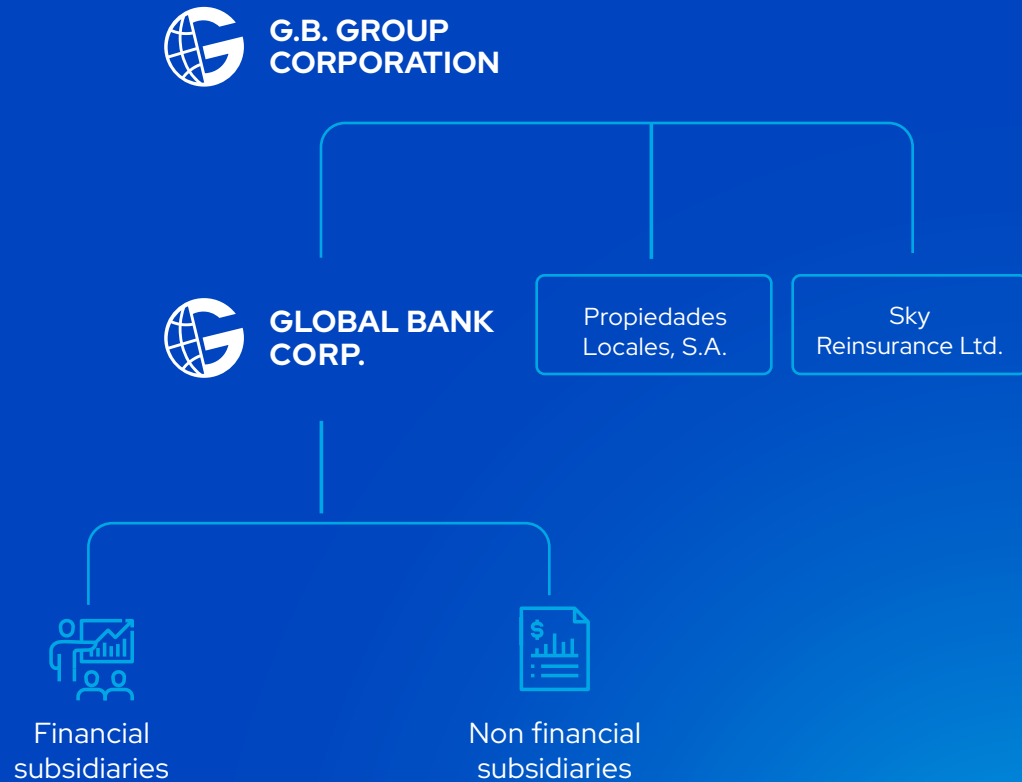 G.B. GROUP
CORPORATION
GLOBAL BANK
CORP.
Propiedades
Locales, S.A.
Sky
Reinsurance Ltd.
Financial
subsidiaries
Non financial
subsidiaries